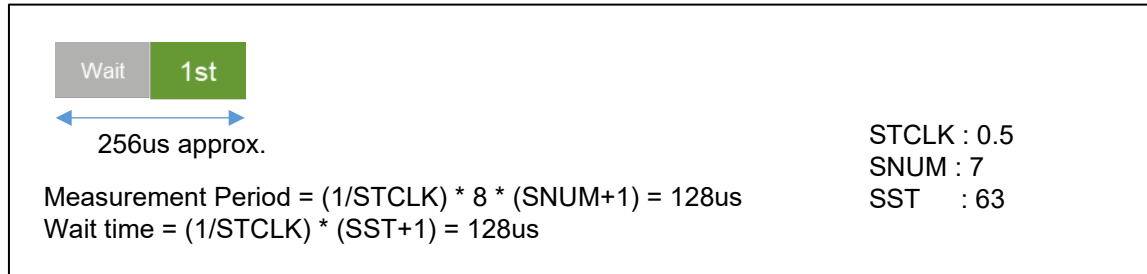 Wait 1st
256us approx.
STCLK : 0.5
SNUM : 7
SST : 63
Measurement Period = (1/STCLK) * 8 * (SNUM+1) = 128us
Wait time = (1/STCLK) * (SST+1) = 128us